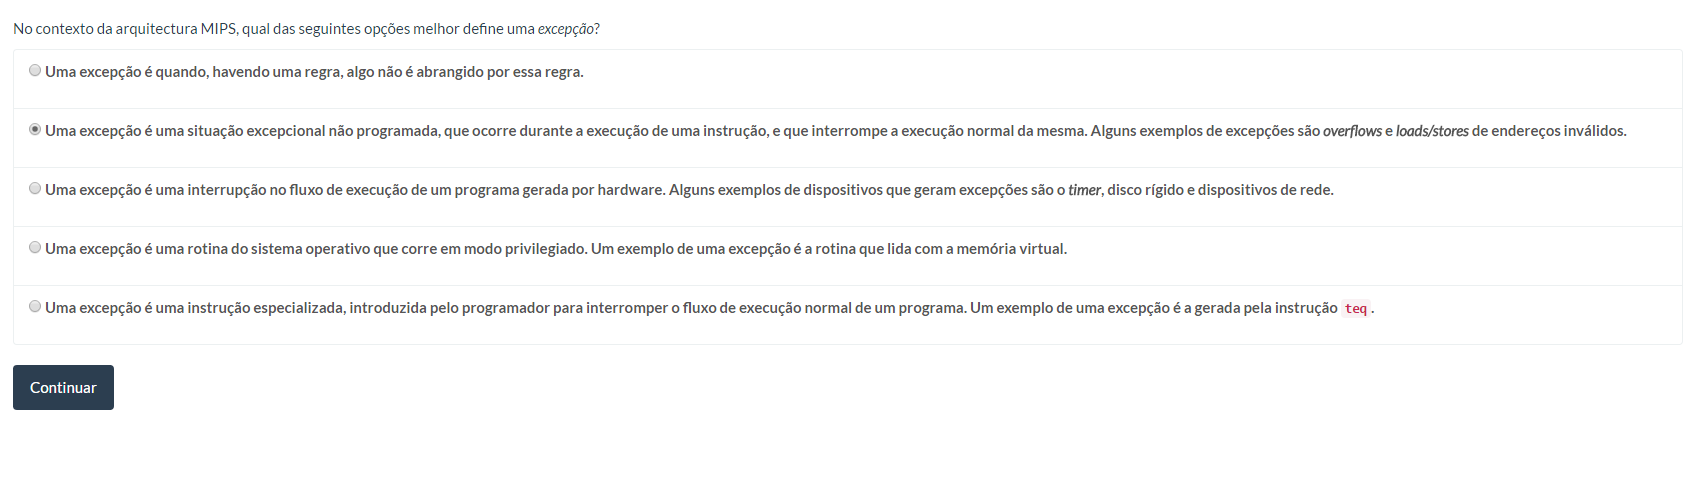 No contexto da arquitectura MIPS, qual das seguintes opções melhor define uma excepção?
Uma excepção é quando, havendo uma regra, algo não é abrangido por essa regra.
Uma excepção é uma situação excepcional não programada, que ocorre durante a execução de uma instrução, e que interrompe a execução normal da mesma. Alguns exemplos de excepções são overflows e loads/stores de endereços inválidos.
Uma excepção é uma interrupção no fluxo de execução de um programa gerada por hardware. Alguns exemplos de dispositivos que geram excepções são o timer, disco rígido e dispositivos de rede.
Uma excepção é uma rotina do sistema operativo que corre em modo privilegiado. Um exemplo de uma excepção é a rotina que lida com a memória virtual.
Uma excepção é uma instrução especializada, introduzida pelo programador para interromper o fluxo de execução normal de um programa. Um exemplo de uma excepção é a gerada pela instrução teq .
Continuar